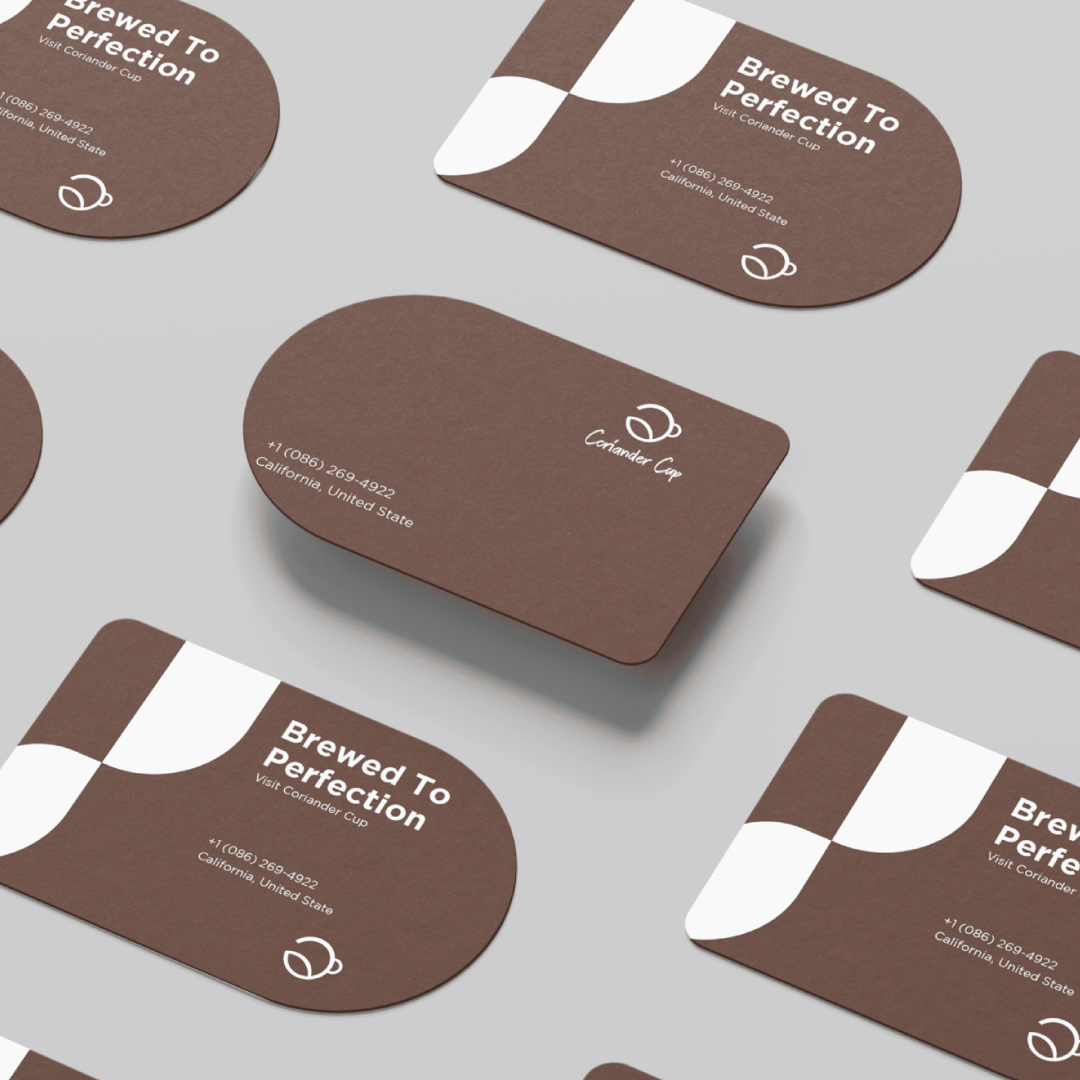 Brewed To
Perfection
Visit Coriander Cup
1 (086) 269-4922
ifornia, United State
Brewed To
Perfection
Visit Coriander Cup
+1 (086) 269-4922
California, United State
Coriander Cup
+1 (086) 269-4922
California, United State
Brewed To
Perfection
Visit Coriander Cup
+1 (086) 269-4922
California, United State
Brew
Perfe
Visit Coriander
+1 (086) 269-4922
California, United State